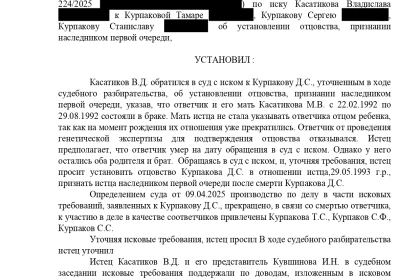 224/2025 ) по иску Касатикова Владислава
к Курпаковой Тамаре , Курпакову Сергею ,
Курпакову Станиславу об установлении отцовства, признании
наследником первой очереди,
УСТАНОВИЛ :
Касатиков В.Д. обратился в суд с иском к Курпакову Д.С., уточненным в ходе
судебного разбирательства, об установлении отцовства, признании наследником
первой очереди, указав, что ответчик и его мать Касатикова М.В. с 22.02.1992 по
29.08.1992 состояли в браке. Мать истца не стала указывать ответчика отцом ребенка,
так как на момент рождения их отношения уже прекратились. Ответчик от проведения
генетической экспертизы для подтверждения отцовства отказывался. Истец
предполагает, что ответчик умер на дату обращения в суд с иском. Однако у него
остались оба родителя и брат. Обращаясь в суд с иском, и, уточняя требования, истец
просит установить отцовство Курпакова Д.С. в отношении истца,29.05.1993 г.р.,
признать истца наследником первой очереди после смерти Курпакова Д.С.
Определением суда от 09.04.2025 производство по делу в части исковых
требований, заявленных к Курпакову Д.С., прекращено, в связи со смертью ответчика,
к участию в деле в качестве соответчиков привлечены Курпакова Т.С., Курпаков С.Ф.,
Курпаков С.С.
Уточняя исковые требования, истец просил В ходе судебного разбирательства
истец уточнил
Истец Касатиков В.Д. и его представитель Кувшинова И.Н. в судебном
заседании исковые требования поддержали по доводам, изложенным в исковом